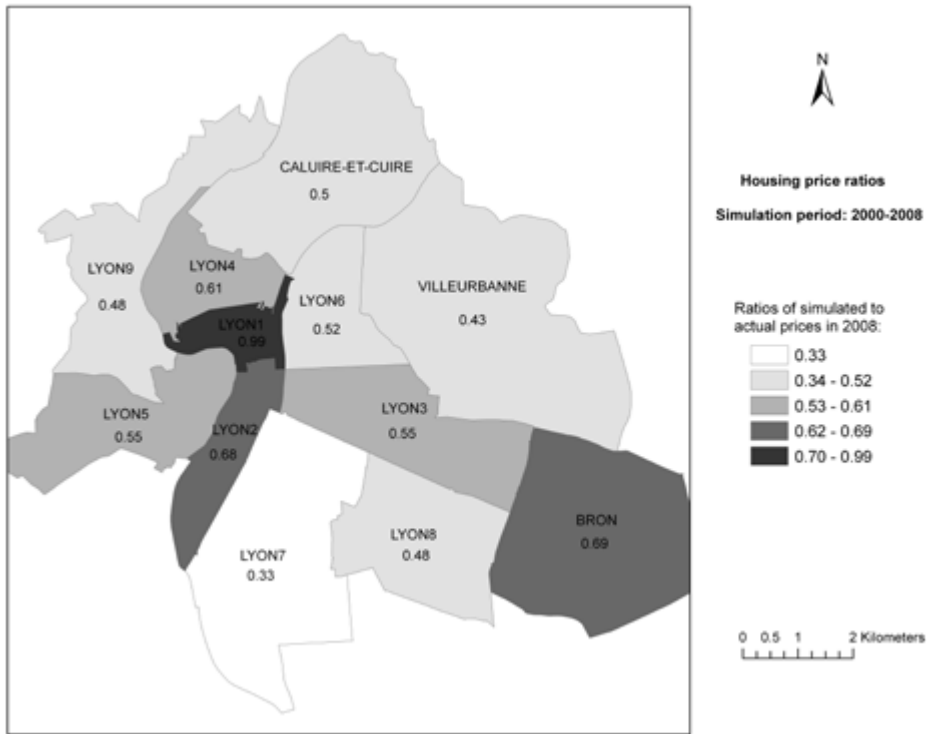 N
Housing price ratios
Simulation period: 2000-2008
Ratios of simulated to
actual prices in 2008:
0.33
0.34 - 0.52
0.53 - 0.61
0.62 - 0.69
0.70 - 0.99
0 0.5 1 2 Kilometers
CALUIRE-ET-CUIRE
0.5
LYON9
0.48
LYON4
0.61
LYON6
0.52
VILLEURBANNE
0.43
LYON1
0.99
LYON5
0.55
LYON2
0.68
LYON3
0.55
LYON7
0.33
LYON8
0.48
BRON
0.69